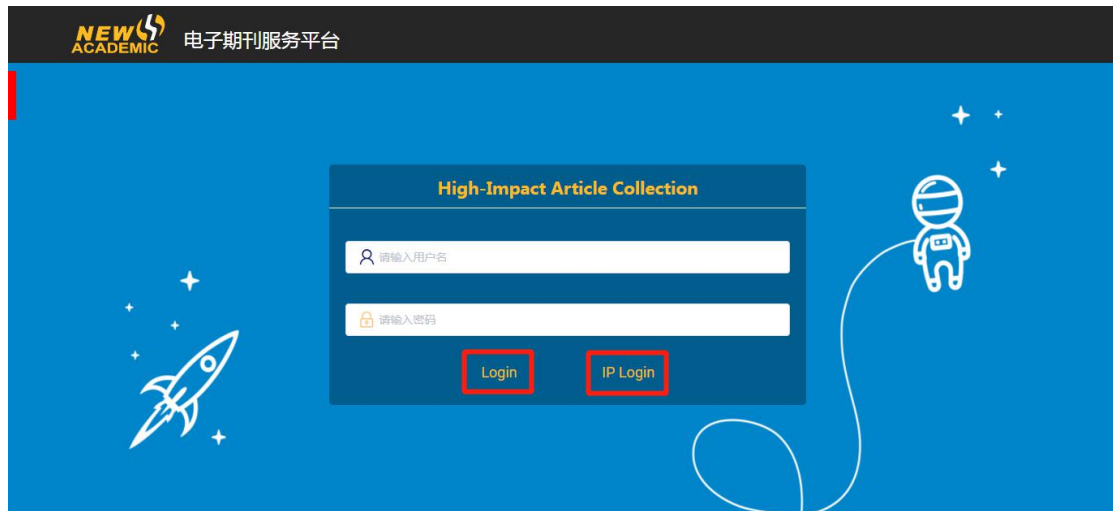 NEW
ACADEMIC
电子期刊服务平台
High-Impact Article Collection
请输入用户名
请输入密码
Login
IP Login